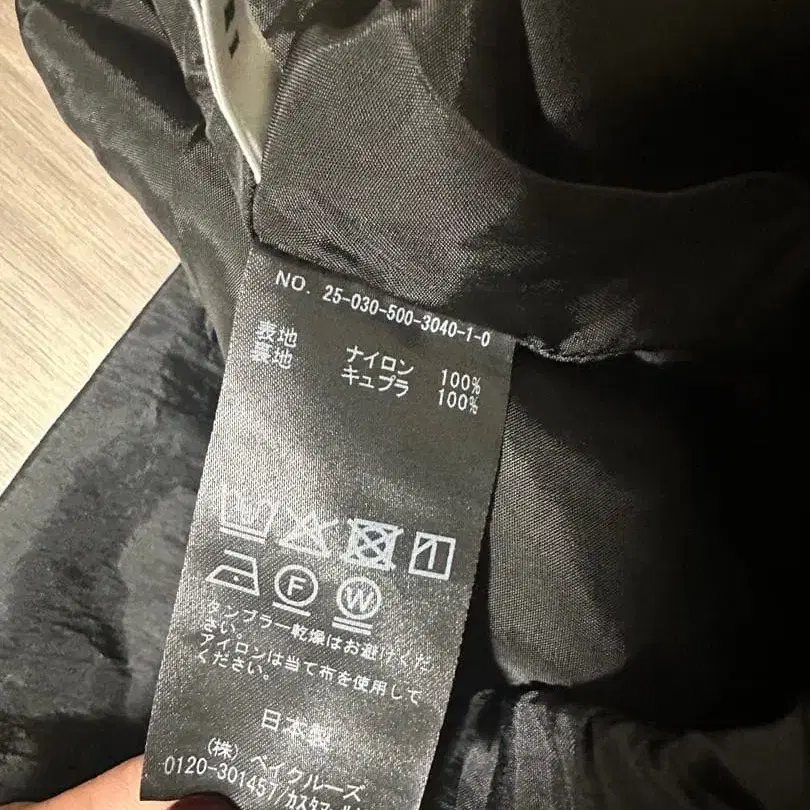 NO. 25-030-500-3040-1-0
表地 ナイロン 100%
裏地 キュプラ 100%
F W
タンブラー乾燥はお避けくだ
さい。
アイロンは当て布を使用して
ください。
日本製
(株) ベイクルーズ
0120-301457/カスタマー